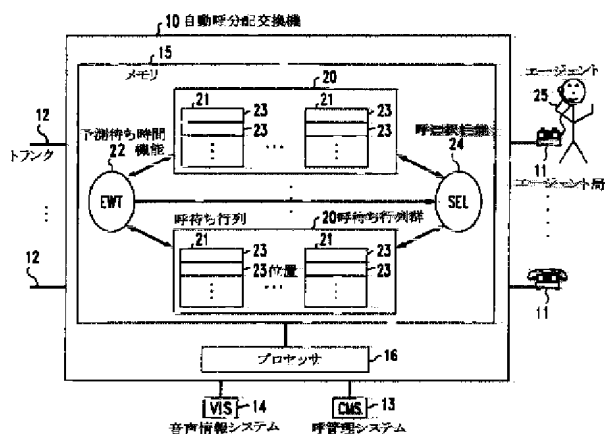 10 自動呼分配交換機
15
メモリ
20
エージェント
21 21
25
12
予測待ち時間機能
23 23
呼選択機能
23 23
トランク
22
24
11
エージェント局
EWT
SEL
呼待ち行列
20 呼待ち行列群
21 21
12
23 23
23 位置 23
11
プロセッサ
16
VIS 14
CMS 13
音声情報システム
呼管理システム